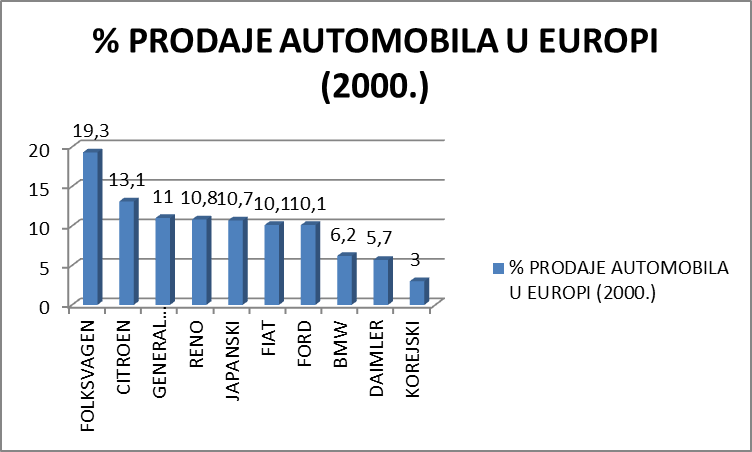 % PRODAJE AUTOMOBILA U EUROPI
(2000.)
19,3
13,1
11
10,8
10,7
10,1
10,1
6,2
5,7
3
20
15
10
5
0
FOLKSVAGEN
CITROEN
GENERAL…
RENO
JAPANSKI
FIAT
FORD
BMW
DAIMLER
KOREJSKI
% PRODAJE AUTOMOBILA
U EUROPI (2000.)